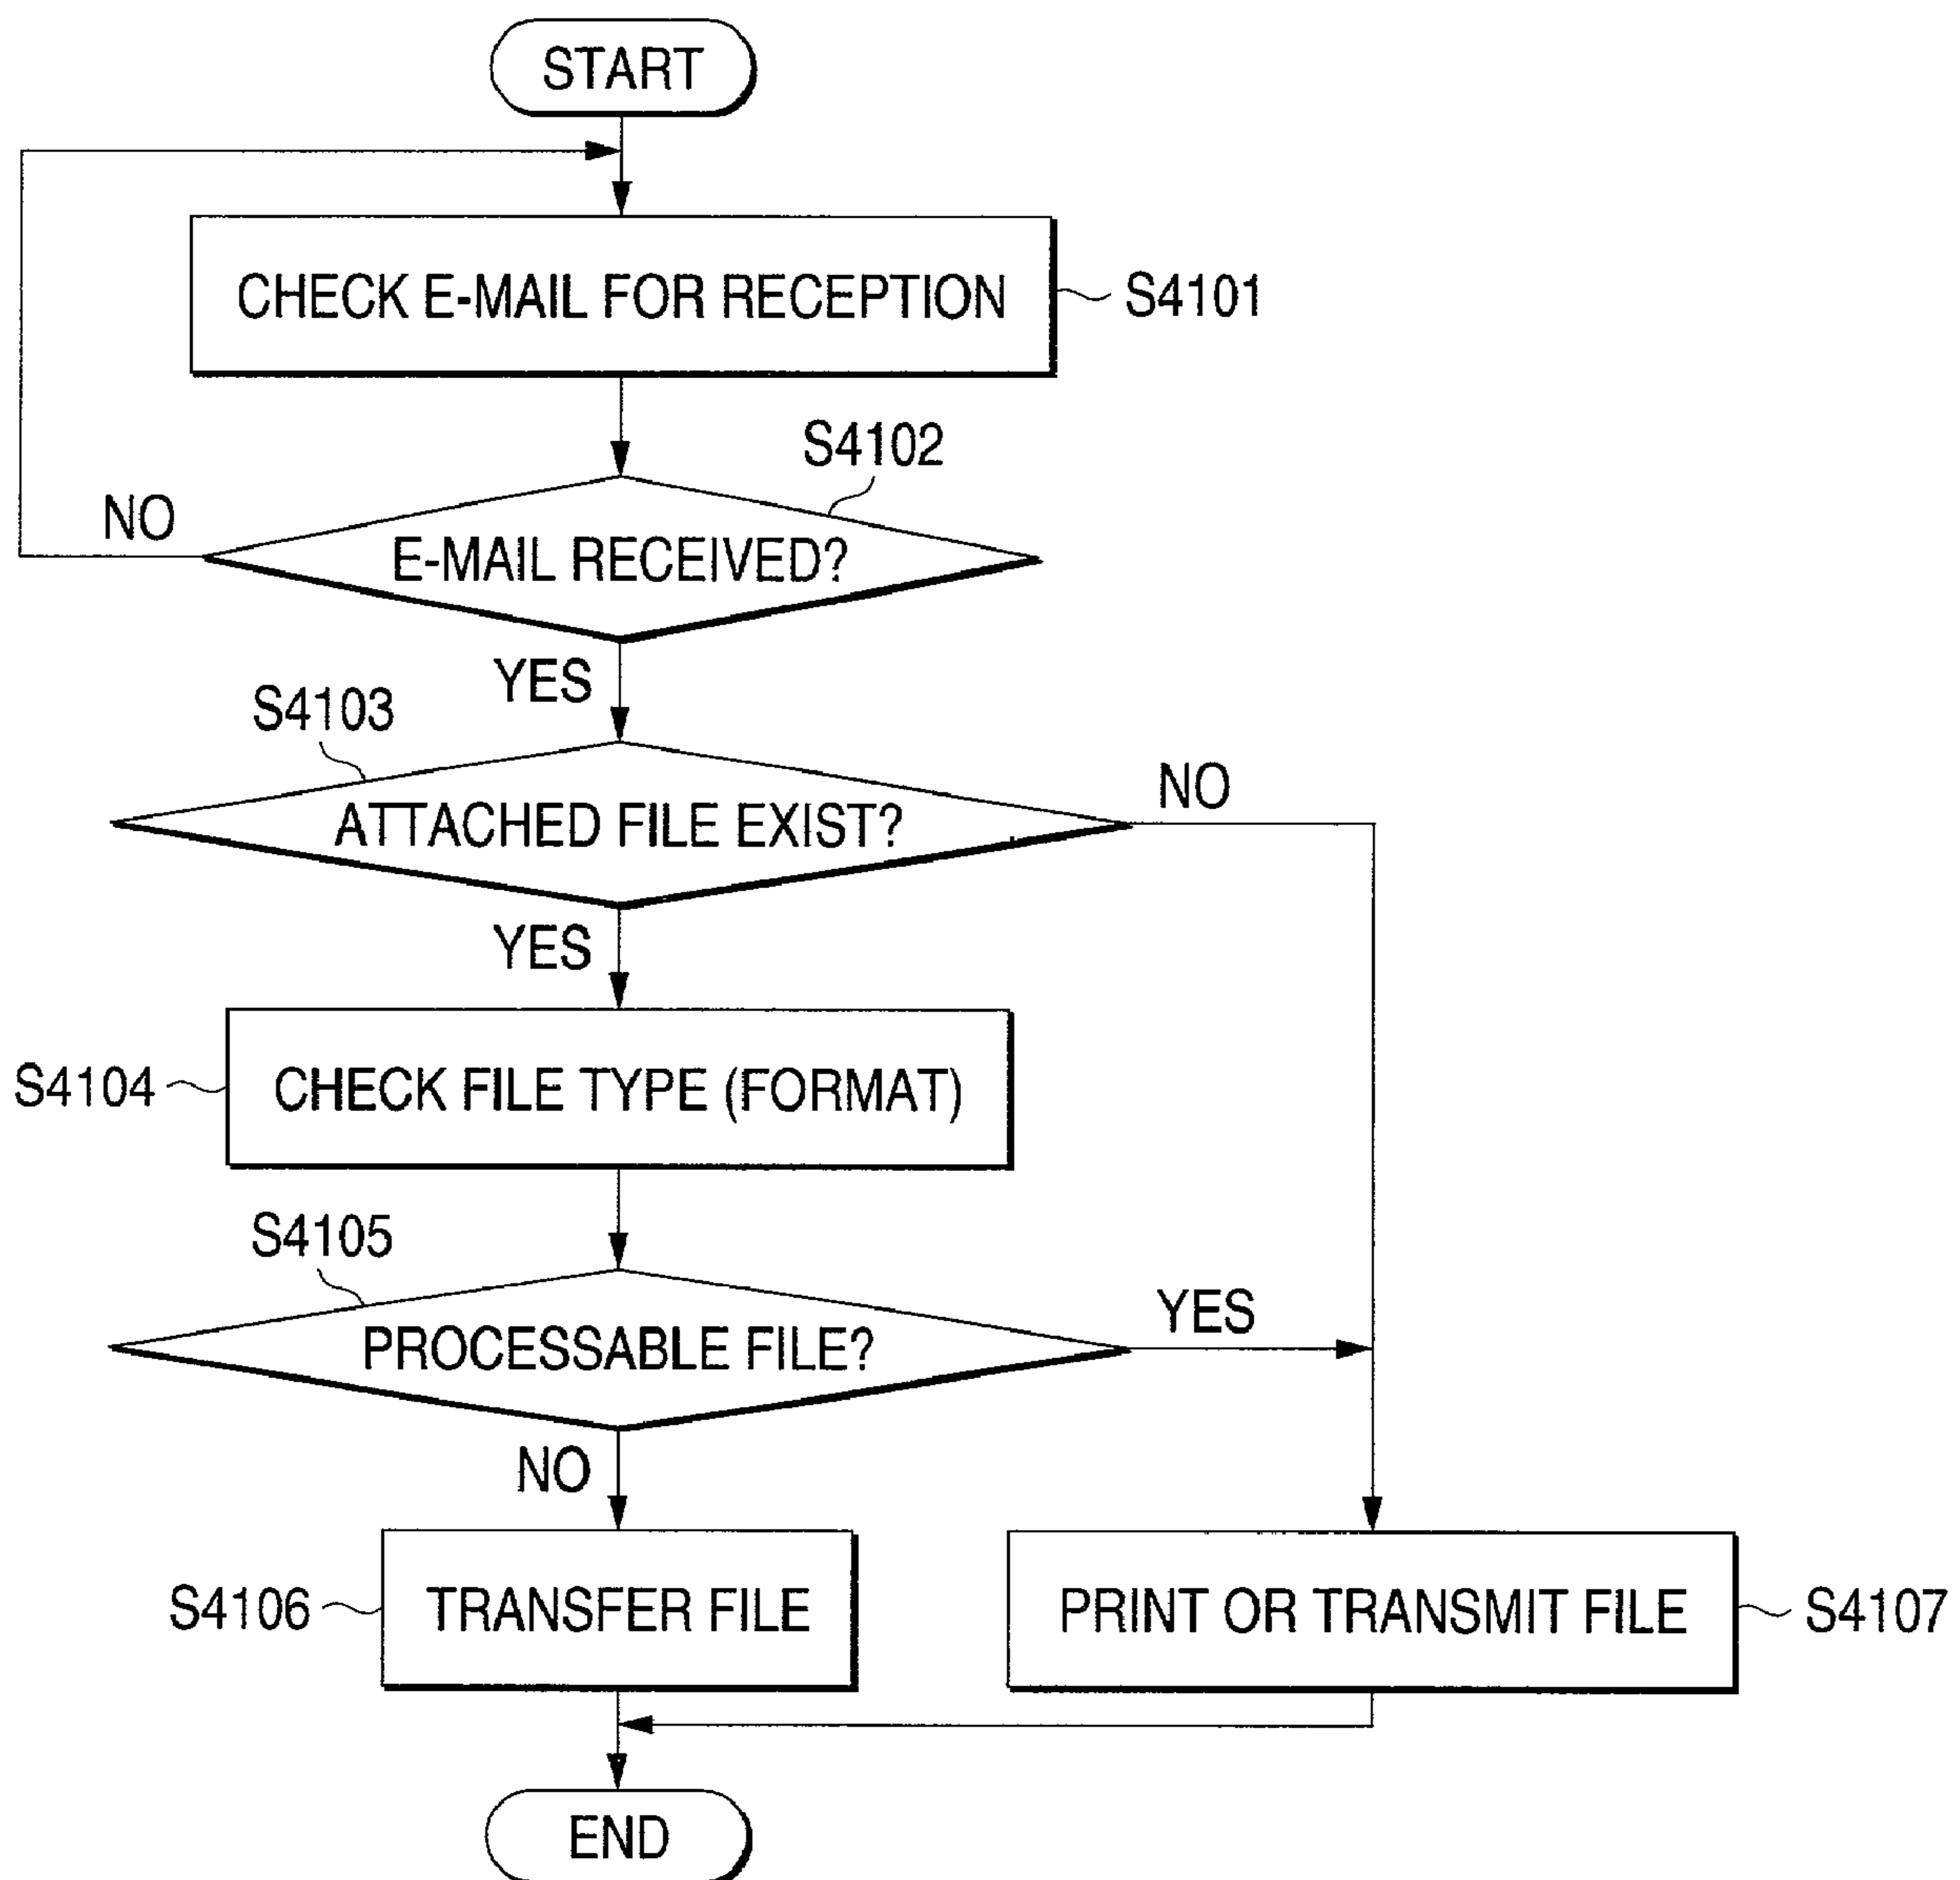 START
CHECK E-MAIL FOR RECEPTION
S4101
S4102
NO
E-MAIL RECEIVED?
YES
S4103
NO
ATTACHED FILE EXIST?
YES
S4104
CHECK FILE TYPE (FORMAT)
S4105
YES
PROCESSABLE FILE?
NO
S4106
TRANSFER FILE
PRINT OR TRANSMIT FILE
S4107
END